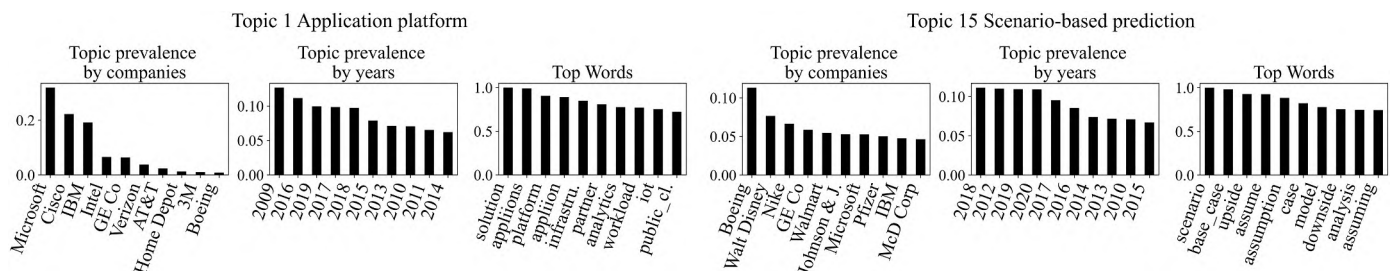 Topic 1 Application platform
Topic prevalence
by companies
0.2
0.0
Microsoft
Cisco
IBM
Intel
GE Co
Verizon
AT&T
Home Depot
3M
Boeing
Topic prevalence
by years
0.10
0.05
0.00
2009
2016
2019
2017
2018
2015
2013
2010
2011
2014
Top Words
1.0
0.5
0.0
solution
appliions
platform
appliion
infrastru.
partner
analytics
workload
iot
public_cl.
Topic 15 Scenario-based prediction
Topic prevalence
by companies
0.10
0.05
0.00
Boeing
Walt Disney
Nike
GE Co
Walmart
Johnson & J.
Microsoft
Pfizer
IBM
McD Corp
Topic prevalence
by years
0.10
0.05
0.00
2018
2012
2019
2020
2017
2016
2014
2013
2010
2015
Top Words
1.0
0.5
0.0
scenario
base_case
upside
assume
assumption
case
model
downside
analysis
assuming